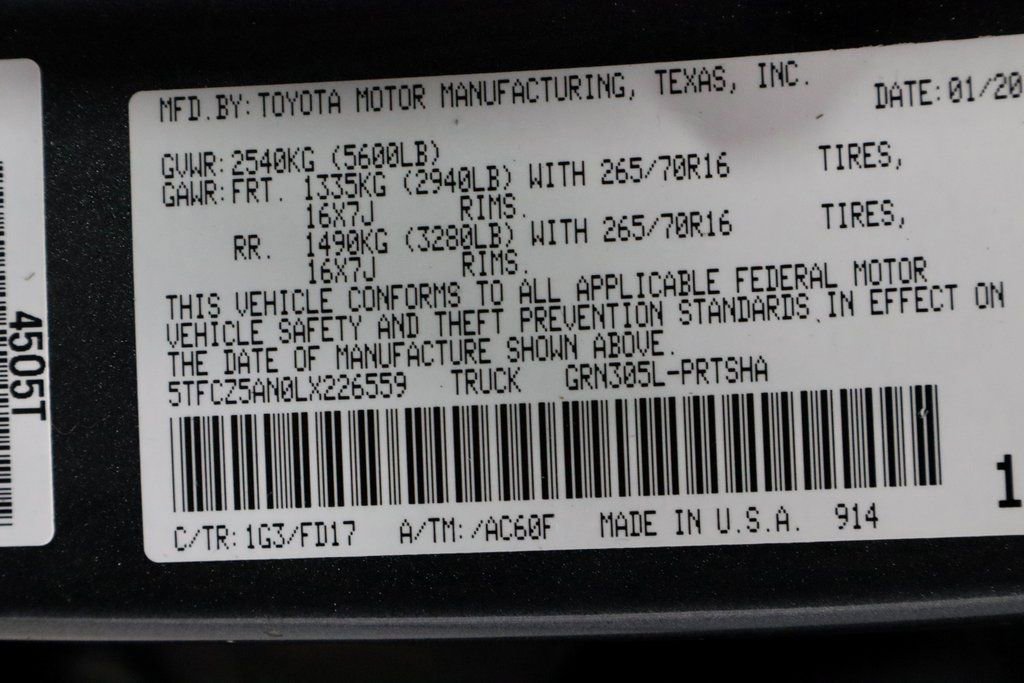 MFD.BY:TOYOTA MOTOR MANUFACTURING, TEXAS, INC. DATE:01/20
GVWR:2540KG (5600LB)
GAWR:FRT. 1335KG (2940LB) WITH 265/70R16 TIRES,
16X7J RIMS.
RR. 1490KG (3280LB) WITH 265/70R16 TIRES,
16X7J RIMS.
THIS VEHICLE CONFORMS TO ALL APPLICABLE FEDERAL MOTOR
VEHICLE SAFETY AND THEFT PREVENTION STANDARDS IN EFFECT ON
THE DATE OF MANUFACTURE SHOWN ABOVE.
5TFCZ5AN0LX226559 TRUCK GRN305L-PRTSHA
C/TR:1G3/FD17 A/TM:/AC60F MADE IN U.S.A. 914
1
4505T